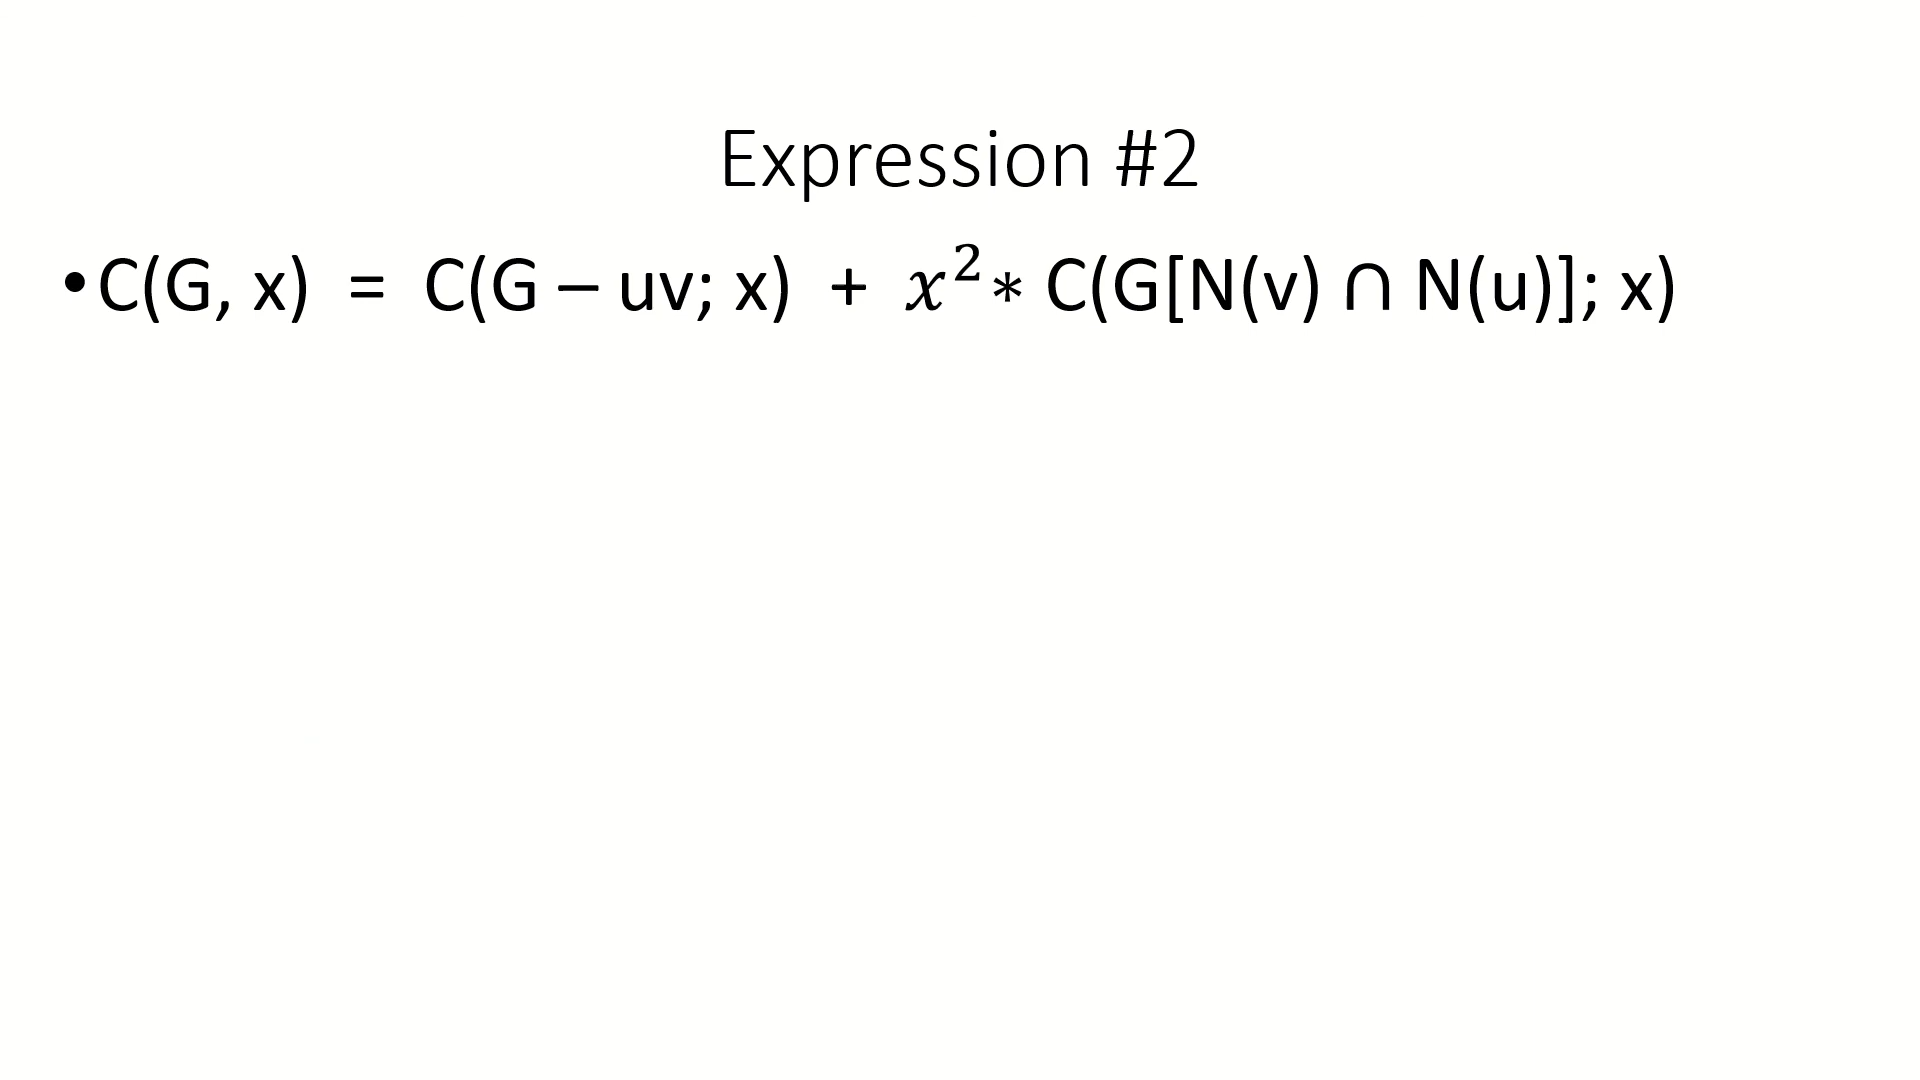 Expression #2
•C(G, x) = C(G – uv; x) + 𝑥² ∗ C(G[N(v) ∩ N(u)]; x)